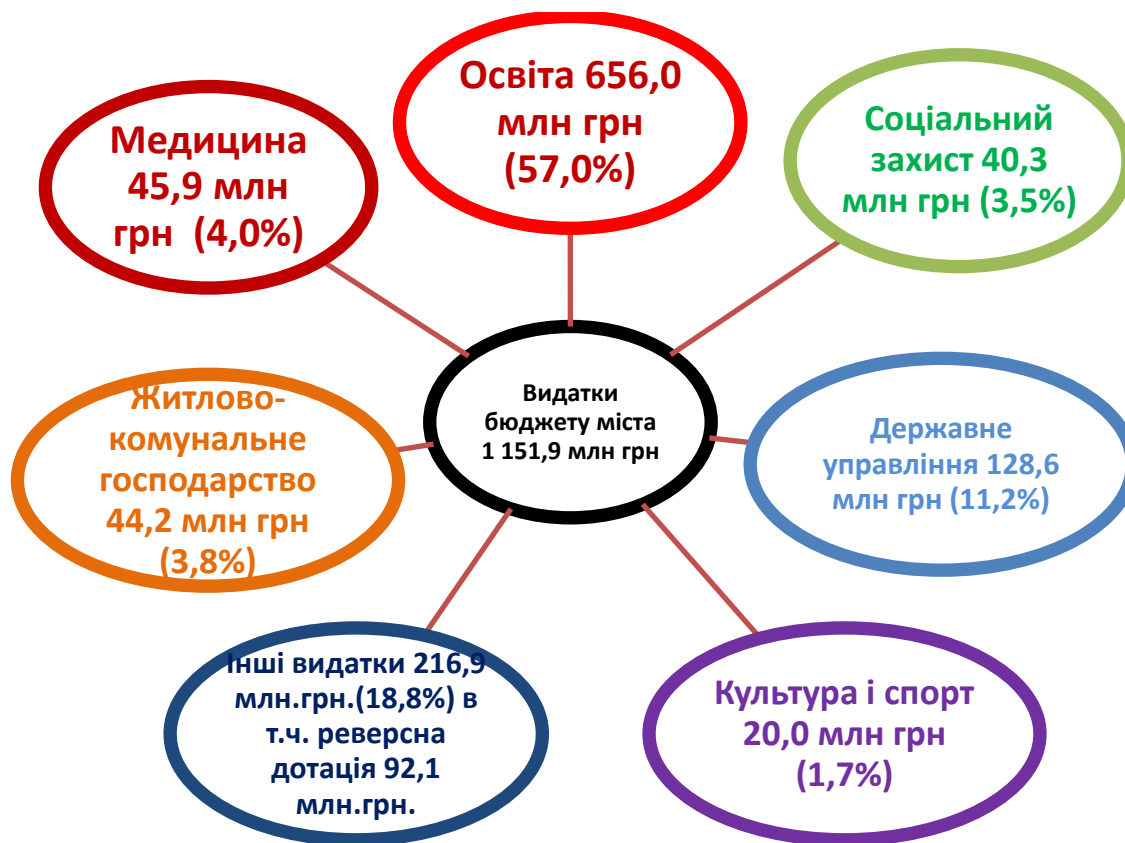 Освіта 656,0
млн грн
(57,0%)
Медицина
45,9 млн
грн (4,0%)
Соціальний
захист 40,3
млн грн (3,5%)
Видатки
бюджету міста
1 151,9 млн грн
Житлово-
комунальне
господарство
44,2 млн грн
(3,8%)
Державне
управління 128,6
млн грн (11,2%)
Інші видатки 216,9
млн.грн.(18,8%) в
т.ч. реверсна
дотація 92,1
млн.грн.
Культура і спорт
20,0 млн грн
(1,7%)